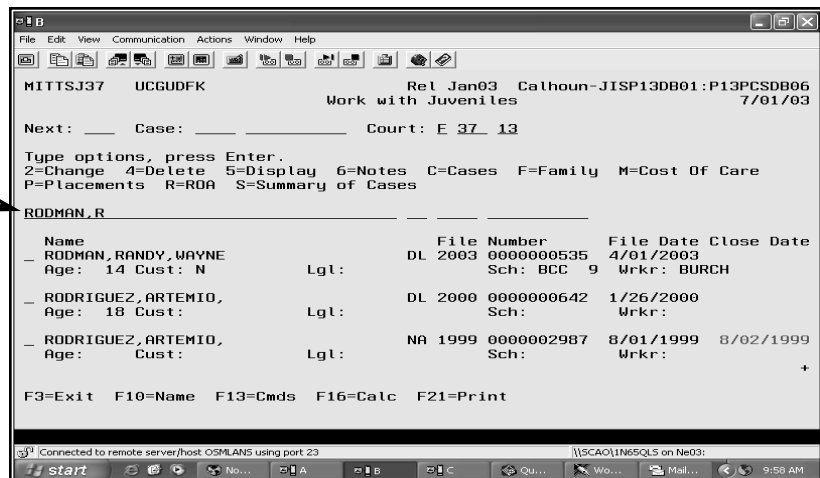 B
File Edit View Communication Actions Window Help
MITTSJ37 UCGUDFK Rel Jan03 Calhoun-JISP13DB01:P13PCSDB06
Work with Juveniles 7/01/03
Next: ___ Case: ____ __________ Court: F 37 13
Type options, press Enter.
2=Change 4=Delete 5=Display 6=Notes C=Cases F=Family M=Cost Of Care
P=Placements R=ROA S=Summary of Cases
RODMAN,R
Name File Number File Date Close Date
_ RODMAN,RANDY,WAYNE DL 2003 0000000535 4/01/2003
Age: 14 Cust: N Lgl: Sch: BCC 9 Wrkr: BURCH
_ RODRIGUEZ,ARTEMIO, DL 2000 0000000642 1/26/2000
Age: 18 Cust: Lgl: Sch: Wrkr:
_ RODRIGUEZ,ARTEMIO, NA 1999 0000002987 8/01/1999 8/02/1999
Age: Cust: Lgl: Sch: Wrkr:
+
F3=Exit F10=Name F13=Cmds F16=Calc F21=Print
Connected to remote server/host OSMLANS using port 23 \\SCAO\1N65QLS on Ne03:
start No... A B C Qu... Wo... Mail... 9:58 AM